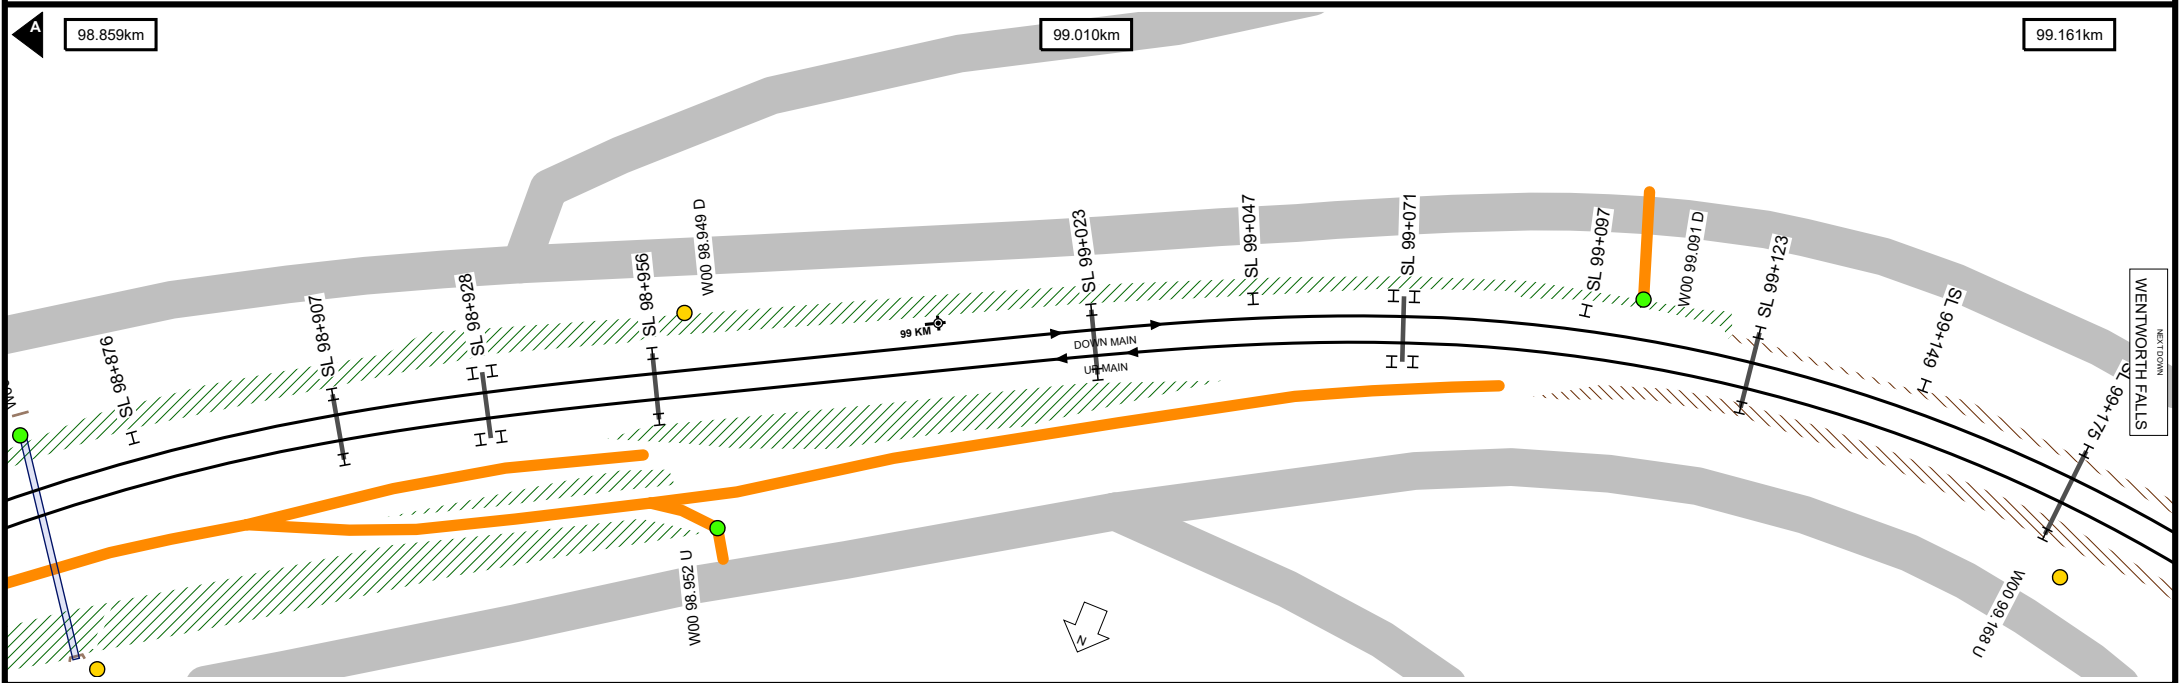 A
98.859km
99.010km
99.161km
SL 98+876
SL 98+907
SL 98+928
SL 98+956
W00 98.949 D
99 KM
SL 99+023
DOWN MAIN
UP MAIN
SL 99+047
SL 99+071
SL 99+097
W00 99.091 D
SL 99+123
SL 99+149
SL 99+175
NEXT DOWN
WENTWORTH FALLS
W00 98.952 U
N
W00 99.168 U